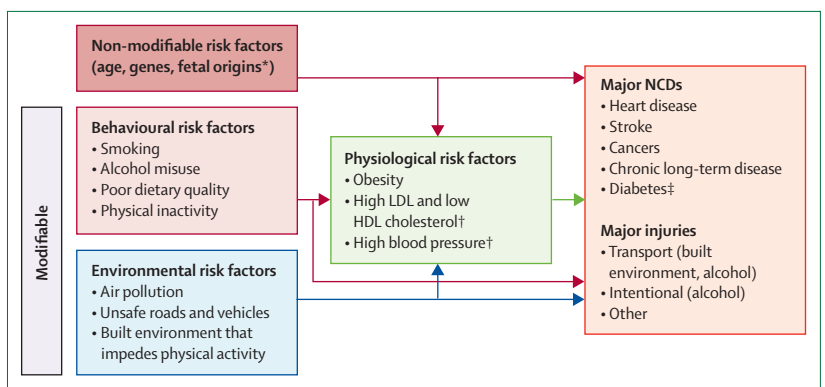 Non-modifiable risk factors
(age, genes, fetal origins*)
Modifiable
Behavioural risk factors
• Smoking
• Alcohol misuse
• Poor dietary quality
• Physical inactivity
Environmental risk factors
• Air pollution
• Unsafe roads and vehicles
• Built environment that
impedes physical activity
Physiological risk factors
• Obesity
• High LDL and low
HDL cholesterol†
• High blood pressure†
Major NCDs
• Heart disease
• Stroke
• Cancers
• Chronic long-term disease
• Diabetes‡
Major injuries
• Transport (built
environment, alcohol)
• Intentional (alcohol)
• Other